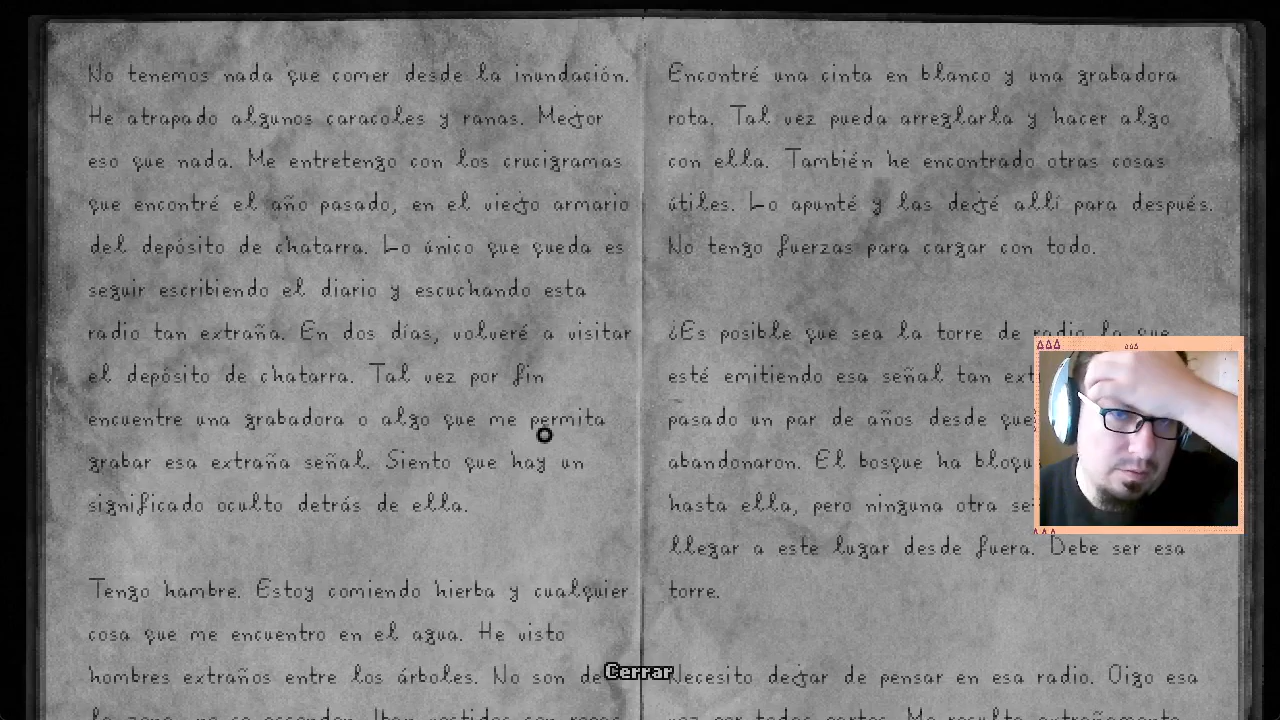 No tenemos nada que comer desde la inundación.
He atrapado algunos caracoles y ranas. Mejor
eso que nada. Me entretengo con los crucigramas
que encontré el año pasado, en el viejo armario
del depósito de chatarra. Lo único que queda es
seguir escribiendo el diario y escuchando esta
radio tan extraña. En dos días, volveré a visitar
el depósito de chatarra. Tal vez por fin
encuentre una grabadora o algo que me permita
grabar esa extraña señal. Siento que hay un
significado oculto detrás de ella.
Tengo hambre. Estoy comiendo hierba y cualquier
cosa que me encuentro en el agua. He visto
hombres extraños entre los árboles. No son de
Encontré una cinta en blanco y una grabadora
rota. Tal vez pueda arreglarla y hacer algo
con ella. También he encontrado otras cosas
útiles. Lo apunté y las dejé allí para después.
No tengo fuerzas para cargar con todo.
¿Es posible que sea la torre de radio la que
esté emitiendo esa señal tan
pasado un par de años desde que
abandonaron. El bosque ha
hasta ella, pero ninguna otra
llegar a este lugar desde fuera. Debe ser esa
torre.
Necesito dejar de pensar en esa radio. Oigo esa
Cerrar